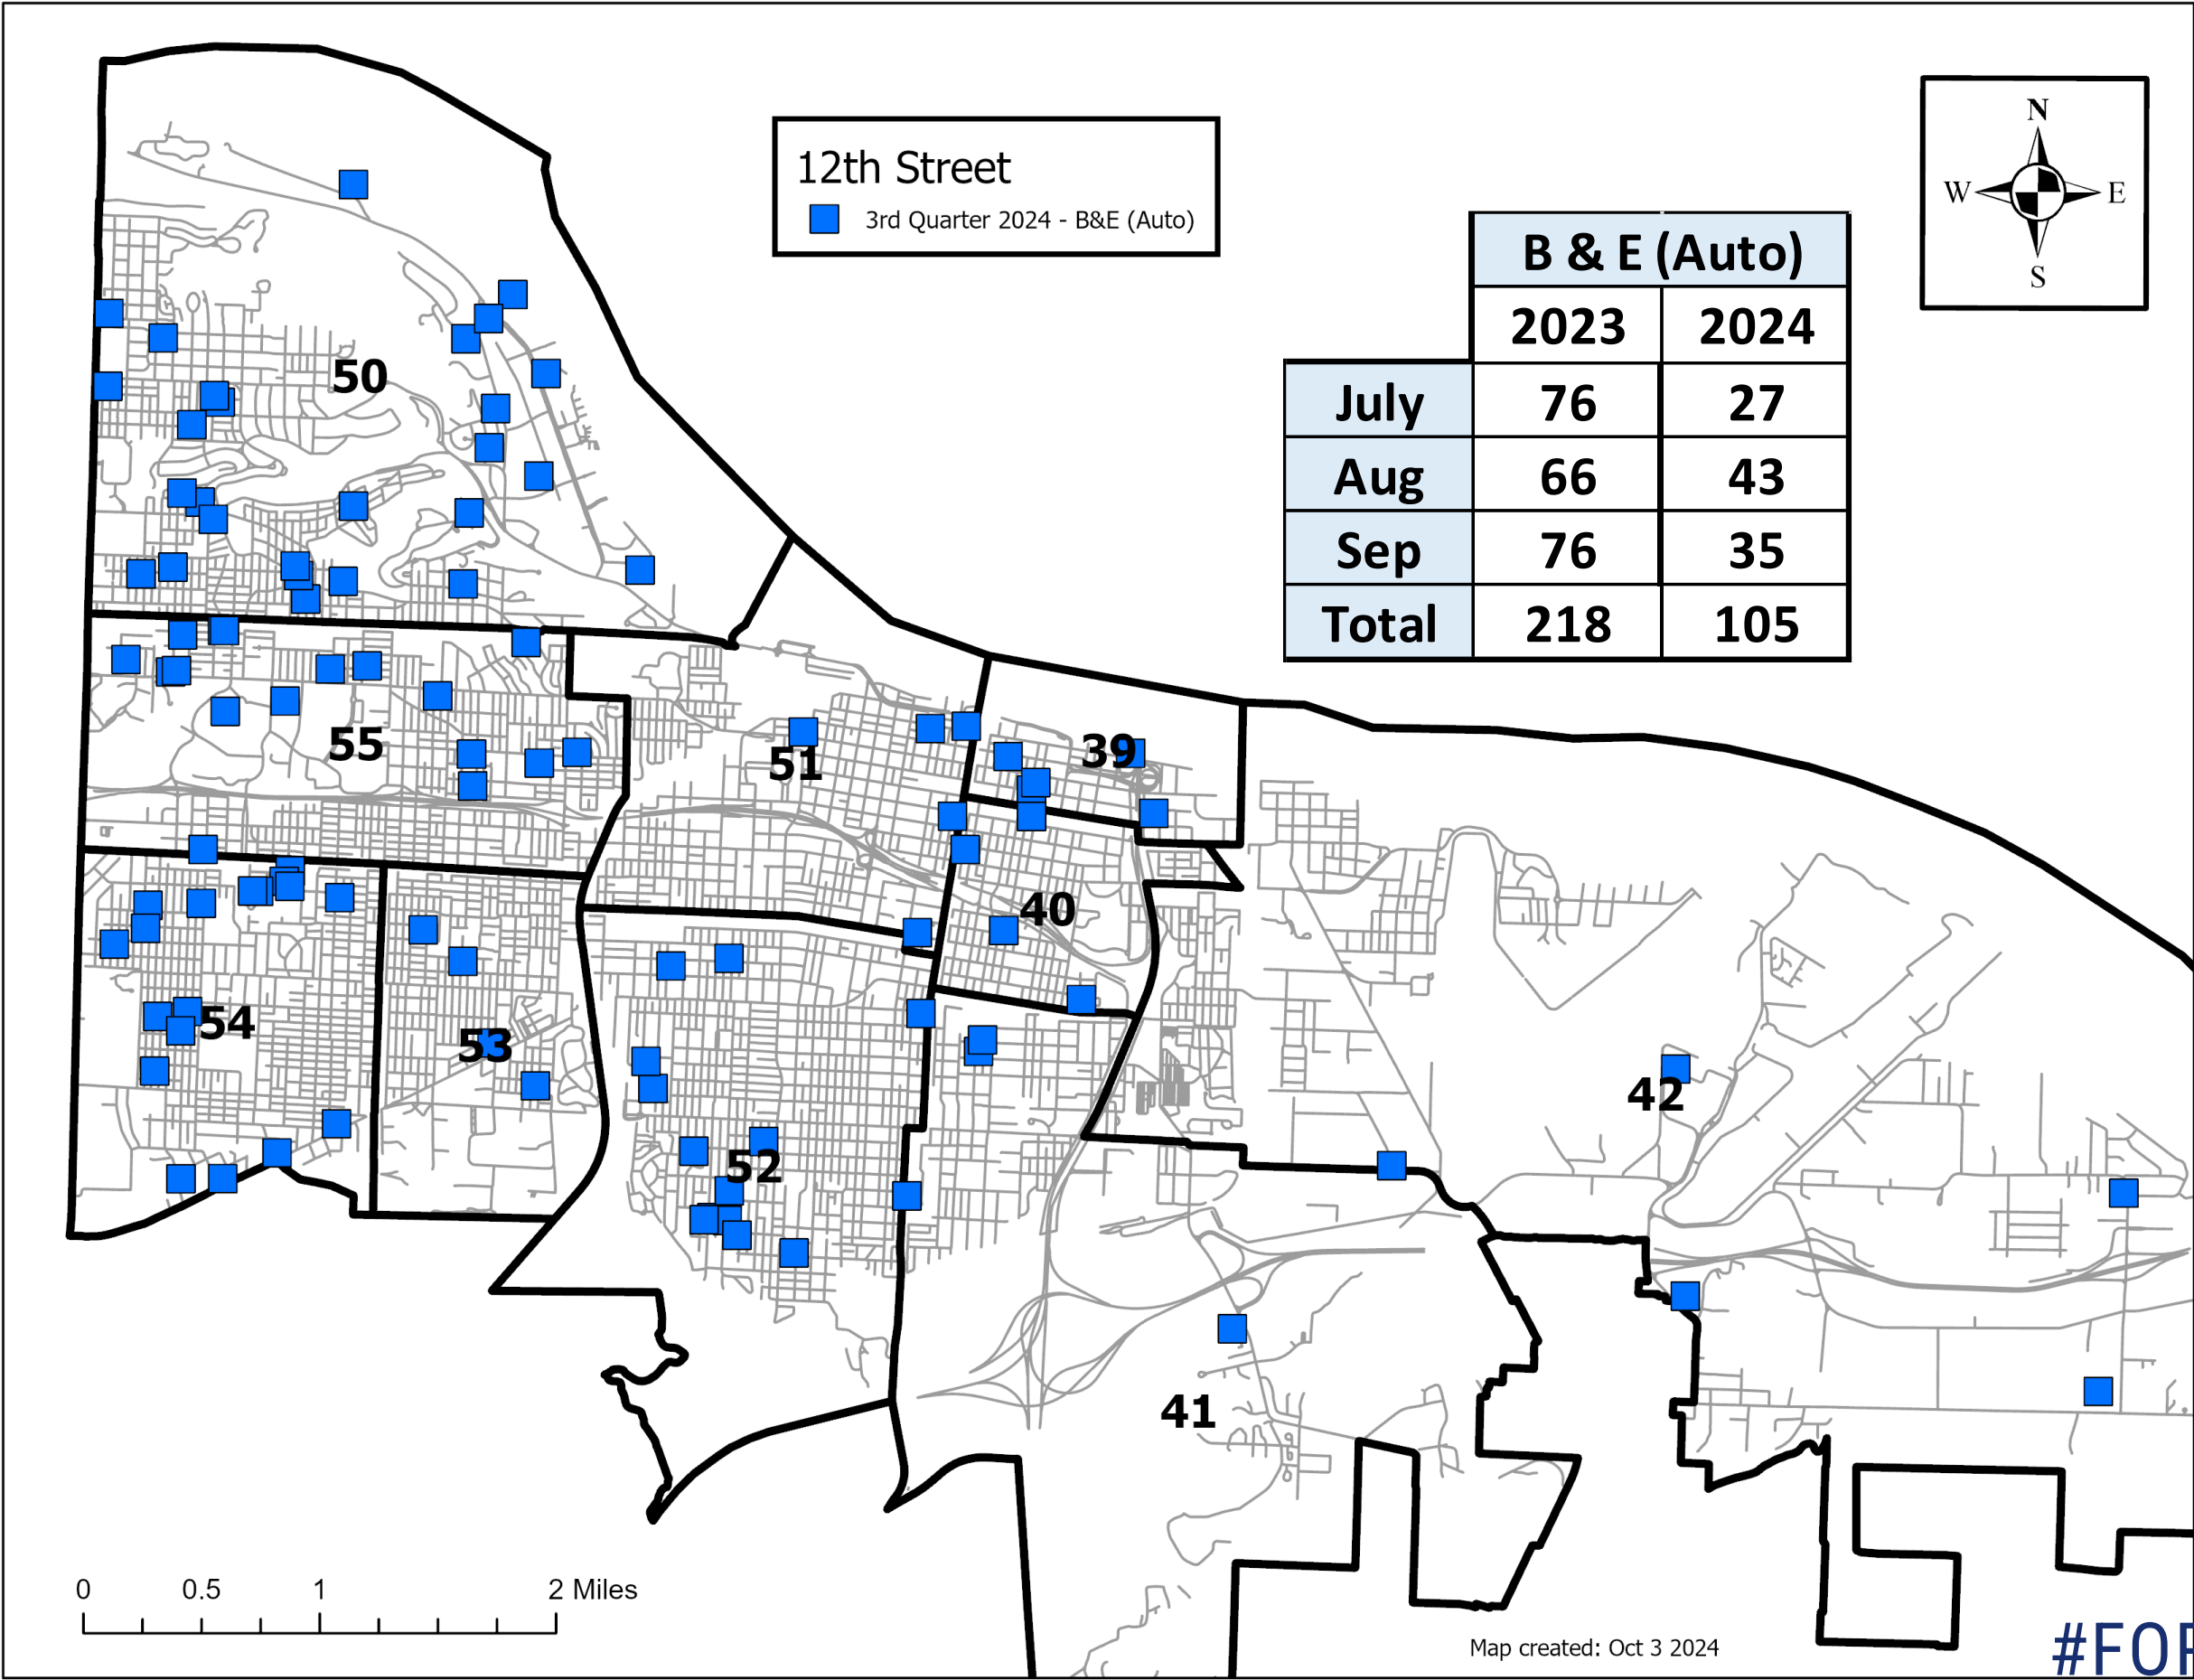 12th Street
3rd Quarter 2024 - B&E (Auto)
N
W E
S
B & E (Auto)
2023 2024
July 76 27
Aug 66 43
Sep 76 35
Total 218 105
50
55
51
39
40
54
53
52
42
41
0 0.5 1 2 Miles
Map created: Oct 3 2024